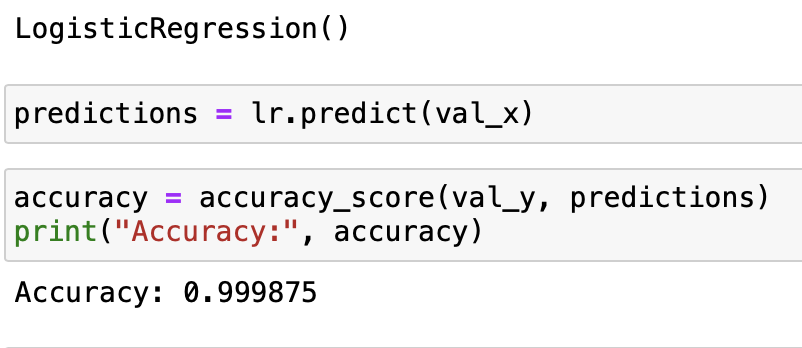 LogisticRegression()
predictions = lr.predict(val_x)
accuracy = accuracy_score(val_y, predictions)
print("Accuracy:", accuracy)
Accuracy: 0.999875